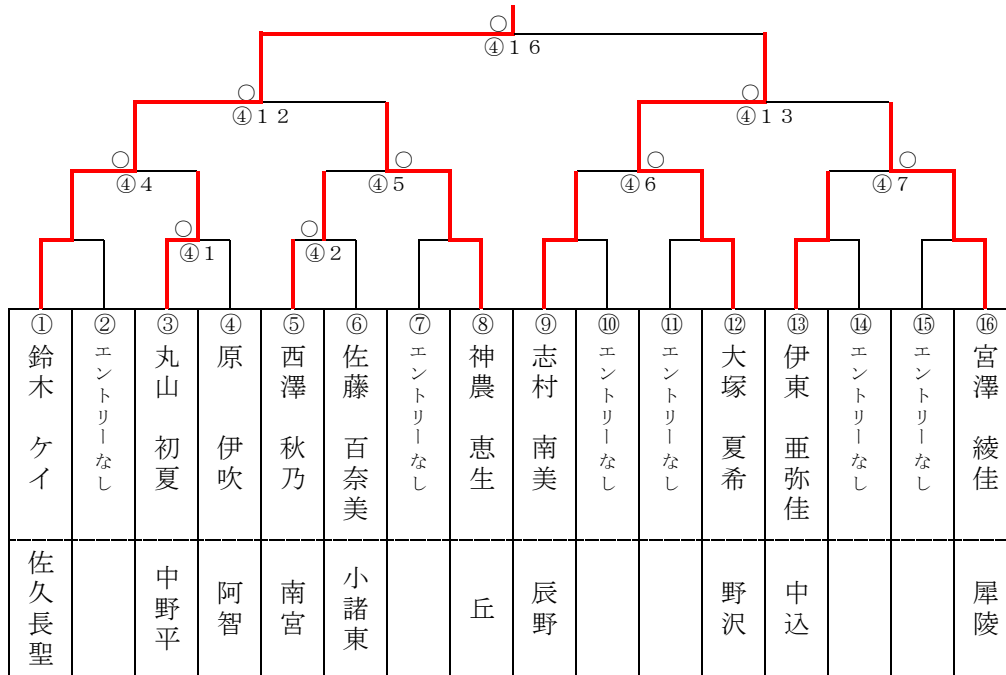 ○
④16
○
④12
○
④13
○
④4
○
④5
○
④6
○
④7
○
④1
○
④2
①
鈴木 ケイ
佐久長聖
②
エントリーなし
③
丸山 初夏
中野平
④
原 伊吹
阿智
⑤
西澤 秋乃
南宮
⑥
佐藤 百奈美
小諸東
⑦
エントリーなし
⑧
神農 恵生
丘
⑨
志村 南美
辰野
⑩
エントリーなし
⑪
エントリーなし
⑫
大塚 夏希
野沢
⑬
伊東 亜弥佳
中込
⑭
エントリーなし
⑮
エントリーなし
⑯
宮澤 綾佳
犀陵